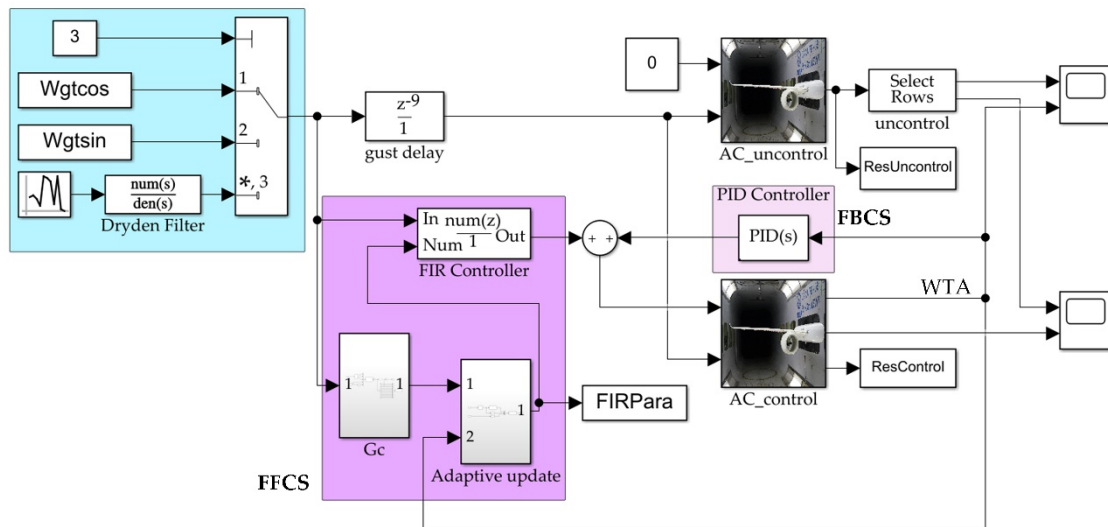 3
Wgtcos
Wgtsin
1
2
*, 3
num(s)
den(s)
Dryden Filter
z-9
1
gust delay
0
AC_uncontrol
Select
Rows
uncontrol
ResUncontrol
PID Controller
PID(s)
FBCS
In num(z) Out
Num 1
FIR Controller
+ +
WTA
AC_control
ResControl
1 1
Gc
1
2
1
Adaptive update
FIRPara
FFCS